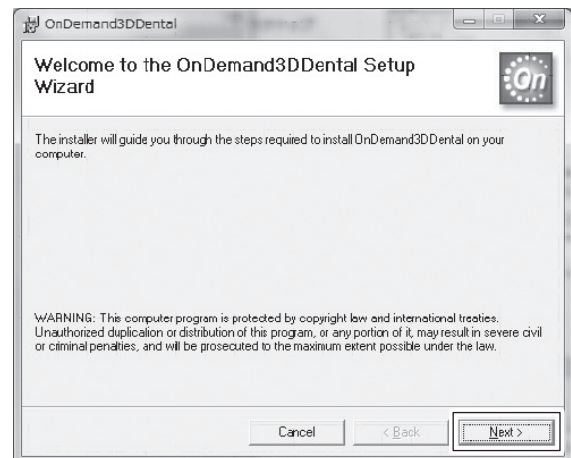 OnDemand3DDental
Welcome to the OnDemand3DDental Setup
Wizard
On
The installer will guide you through the steps required to install OnDemand3DDental on your
computer.
WARNING: This computer program is protected by copyright law and international treaties.
Unauthorized duplication or distribution of this program, or any portion of it, may result in severe civil
or criminal penalties, and will be prosecuted to the maximum extent possible under the law.
Cancel < Back Next >